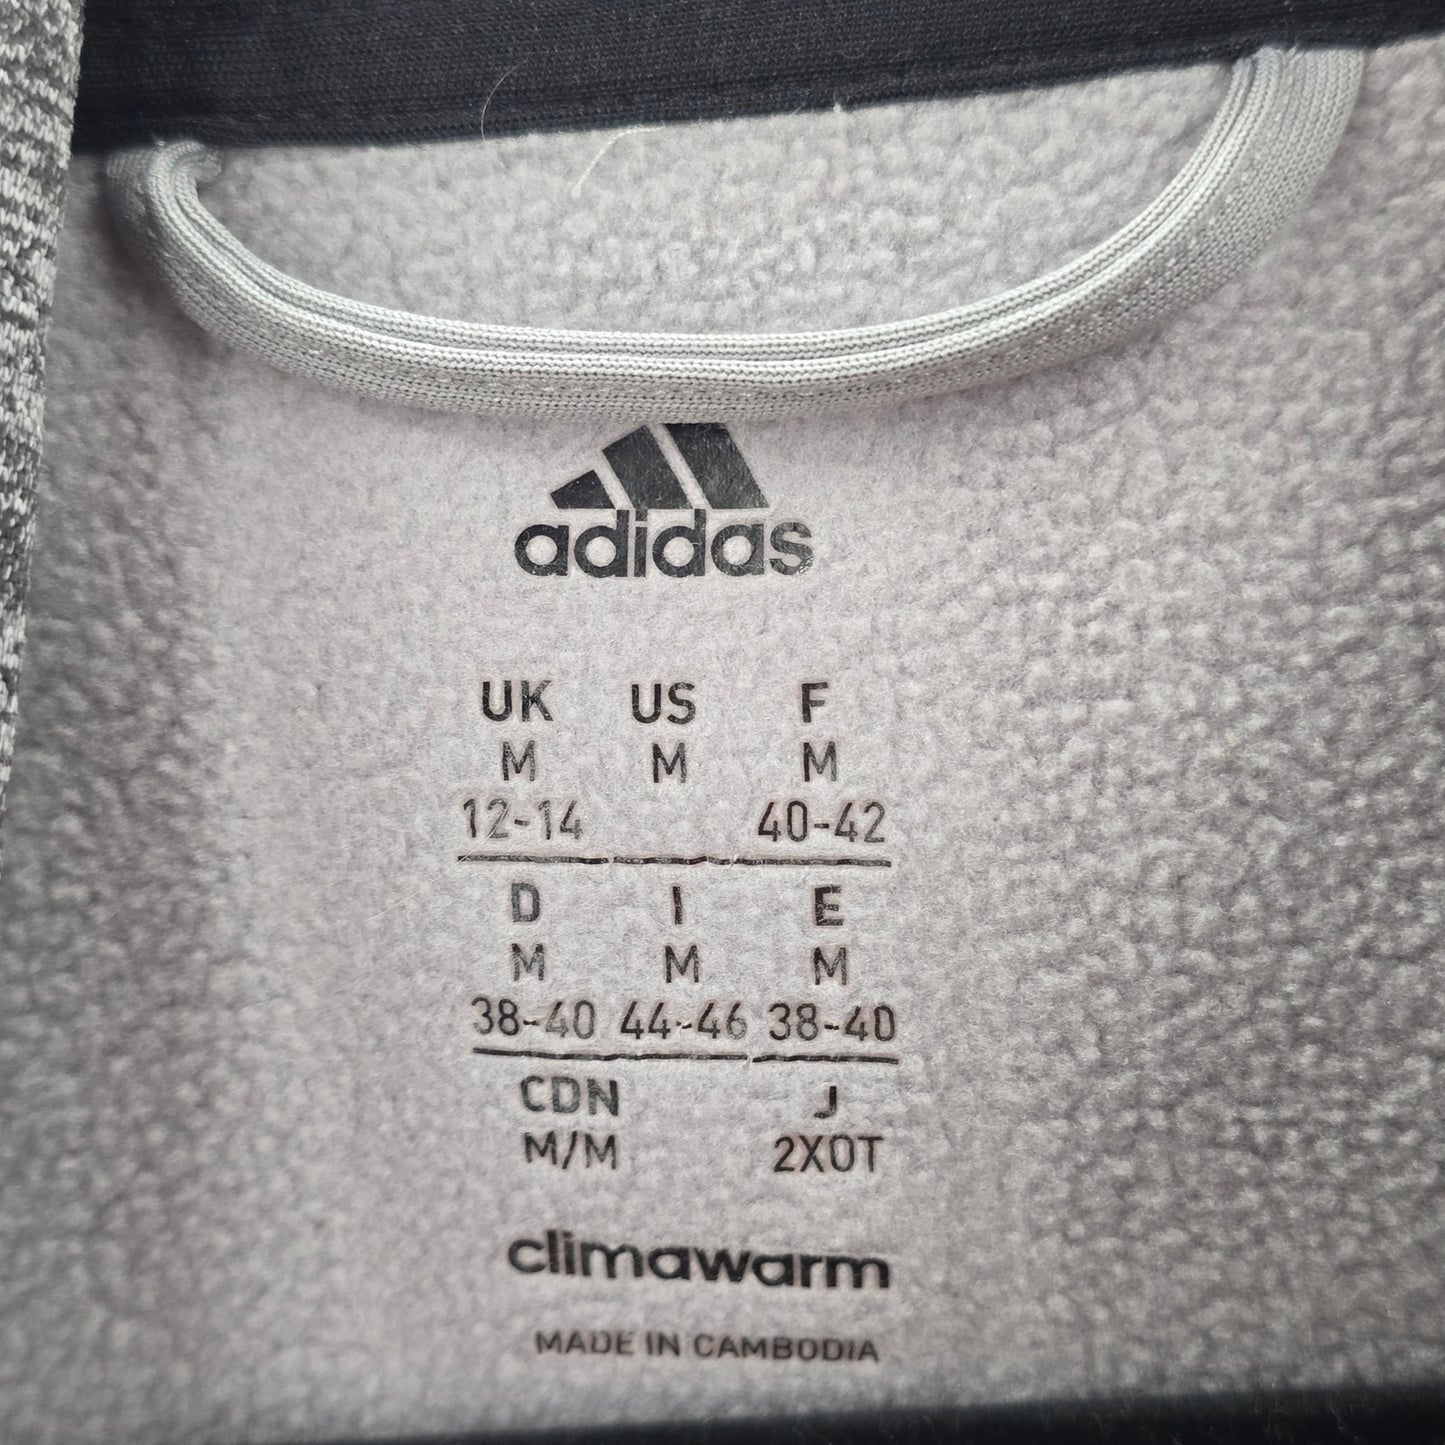 adidas
UK US F
M M M
12-14 40-42
D I E
M M M
38-40 44-46 38-40
CDN J
M/M 2XOT
climawarm
MADE IN CAMBODIA